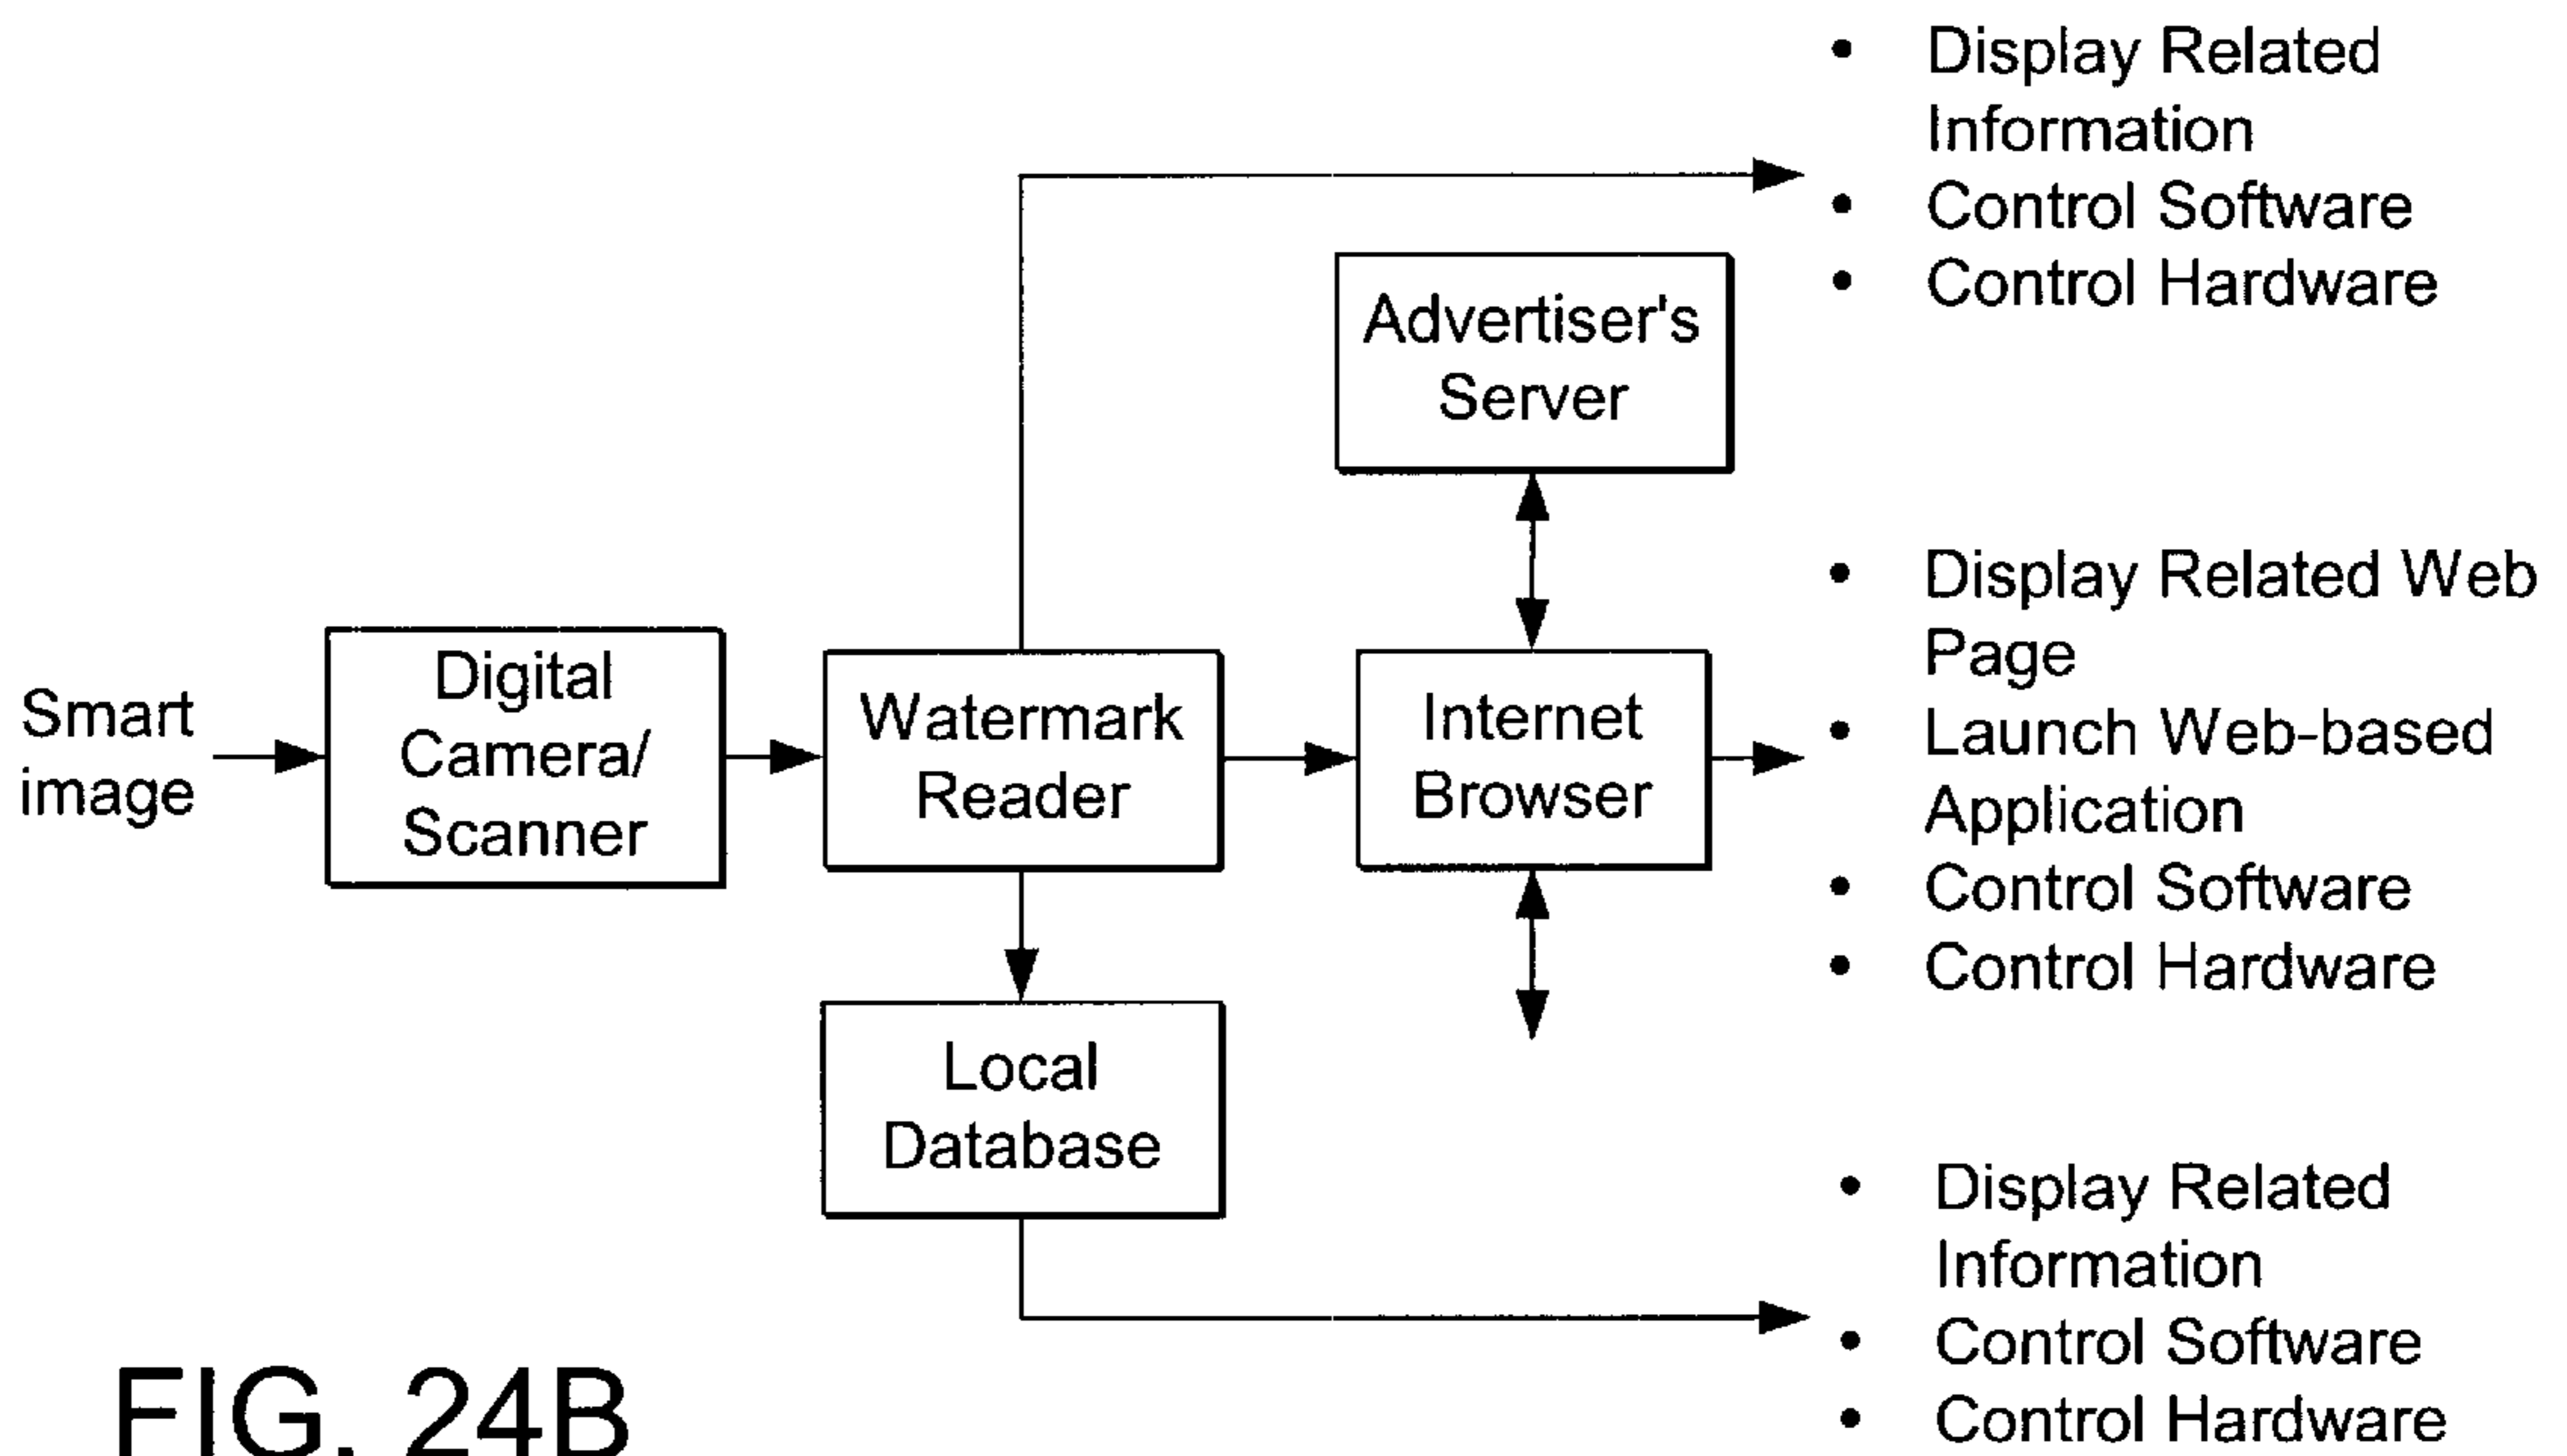 • Display Related
Information
• Control Software
• Control Hardware
Advertiser's
Server
Smart
image
Digital
Camera/
Scanner
Watermark
Reader
Internet
Browser
• Display Related Web
Page
• Launch Web-based
Application
• Control Software
• Control Hardware
Local
Database
• Display Related
Information
• Control Software
• Control Hardware
FIG. 24B